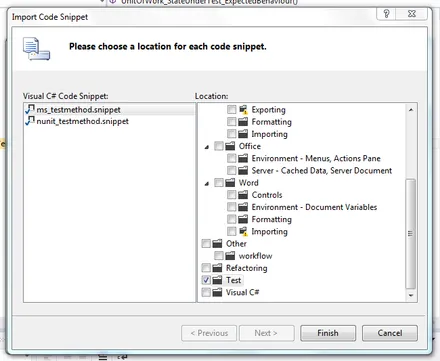 UnitOfWork_StateUnderTest_ExpectedBehaviour()
Import Code Snippet
Please choose a location for each code snippet.
Visual C# Code Snippet:
ms_testmethod.snippet
nunit_testmethod.snippet
Location:
Exporting
Formatting
Importing
Office
Environment - Menus, Actions Pane
Server - Cached Data, Server Document
Word
Controls
Environment - Document Variables
Formatting
Importing
Other
workflow
Refactoring
Test
Visual C#
< Previous
Next >
Finish
Cancel